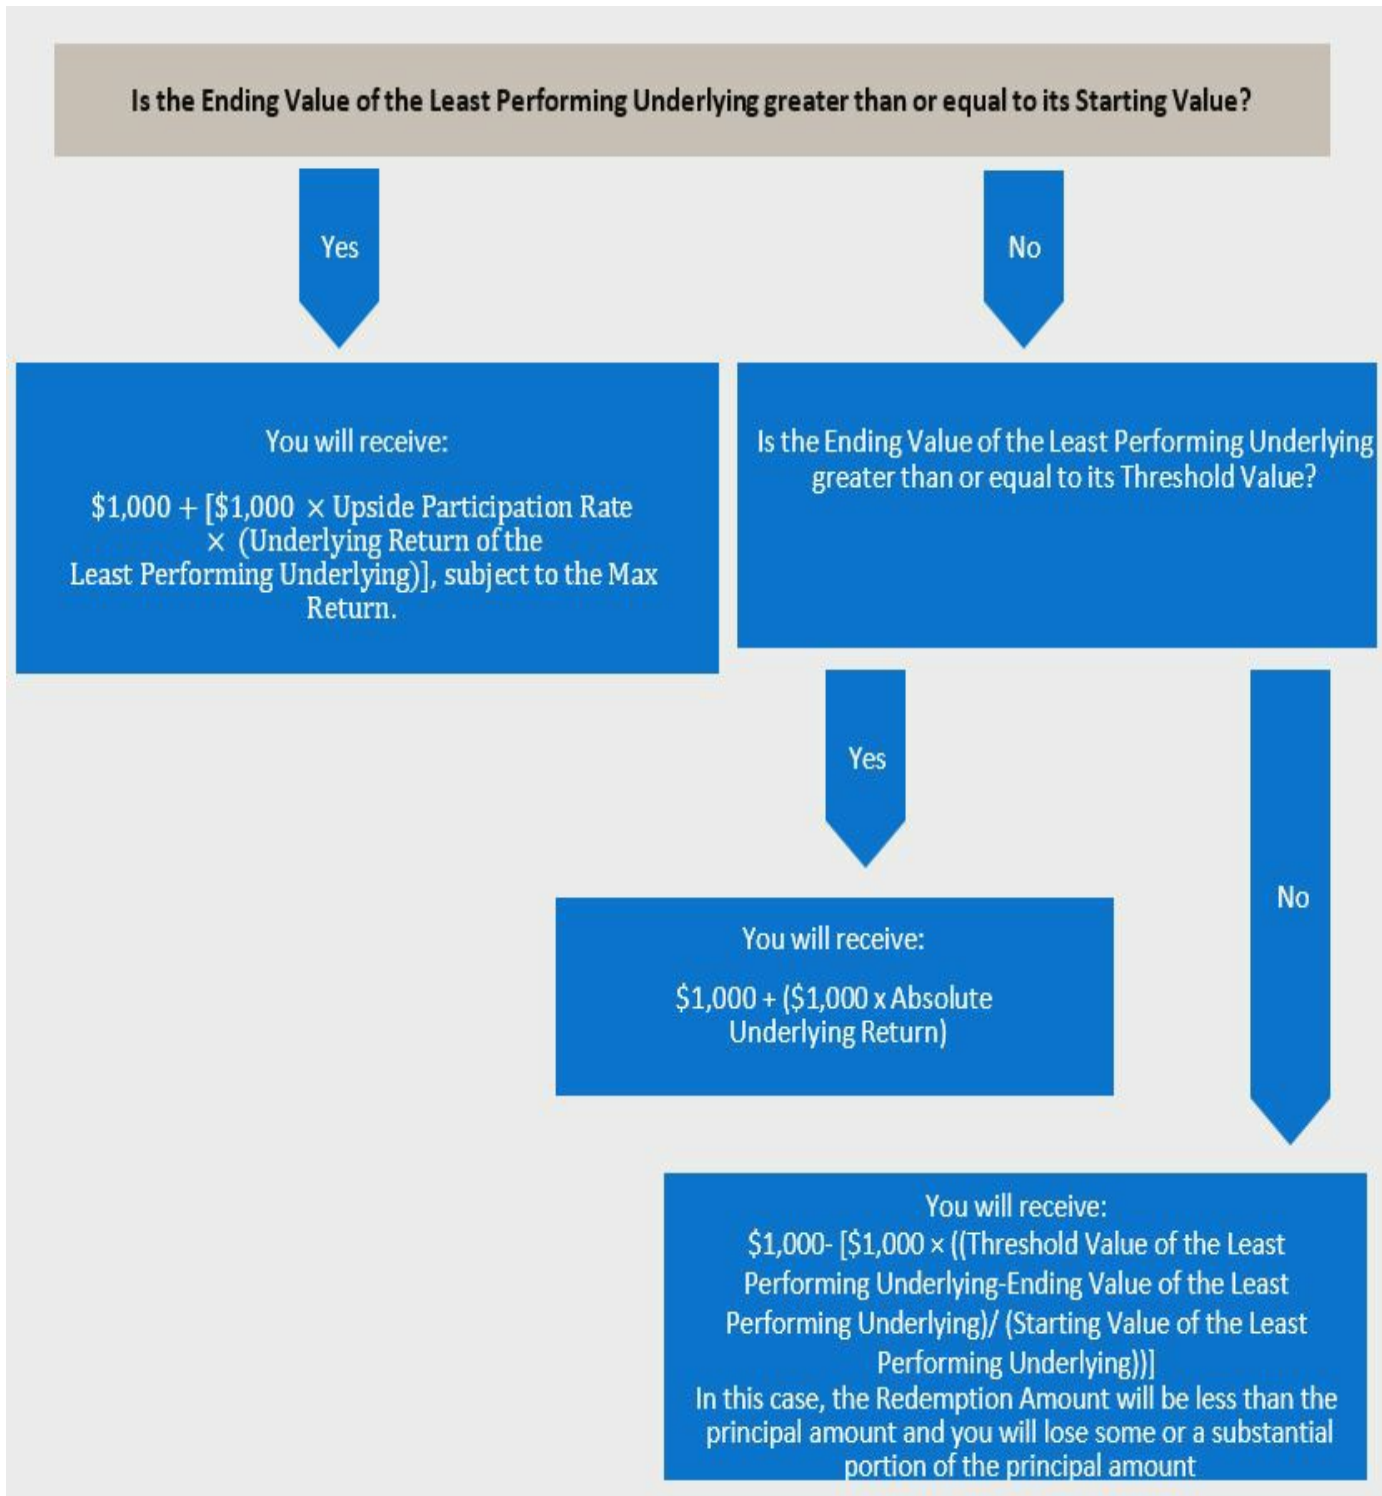 Is the Ending Value of the Least Performing Underlying greater than or equal to its Starting Value?
Yes
No
You will receive:
$1,000 + [$1,000 × Upside Participation Rate
× (Underlying Return of the
Least Performing Underlying)], subject to the Max
Return.
Is the Ending Value of the Least Performing Underlying
greater than or equal to its Threshold Value?
Yes
No
You will receive:
$1,000 + ($1,000 x Absolute
Underlying Return)
You will receive:
$1,000- [$1,000 × ((Threshold Value of the Least
Performing Underlying-Ending Value of the Least
Performing Underlying)/ (Starting Value of the Least
Performing Underlying))]
In this case, the Redemption Amount will be less than the
principal amount and you will lose some or a substantial
portion of the principal amount